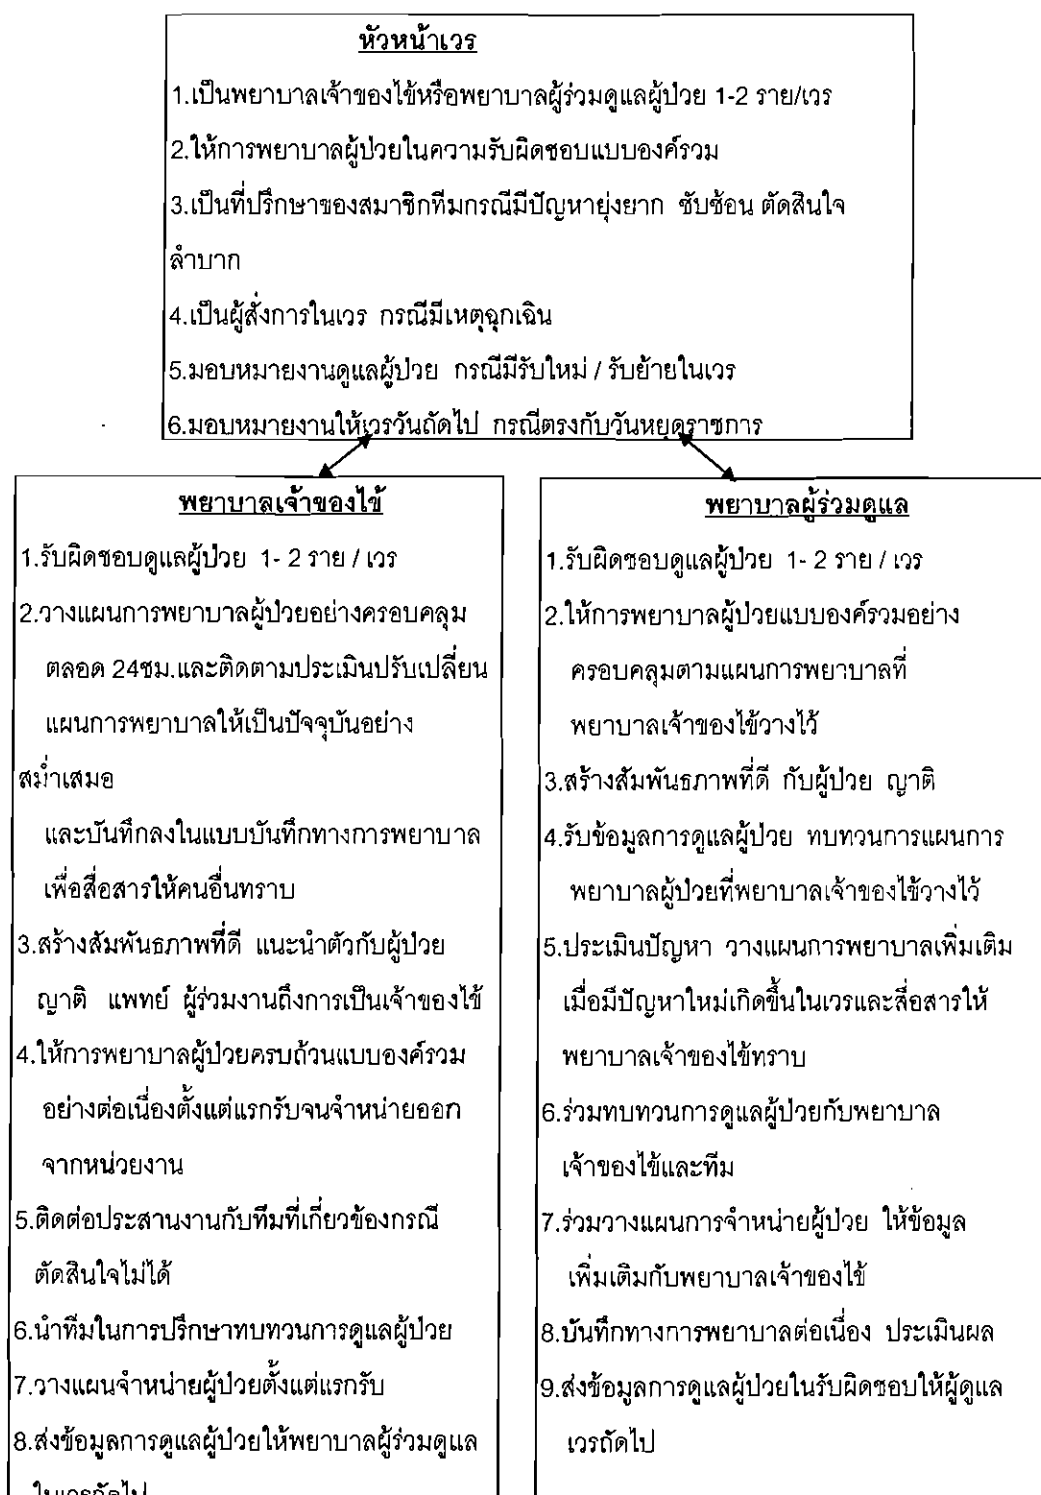 หัวหน้าเวร
1.เป็นพยาบาลเจ้าของไข้หรือพยาบาลผู้ร่วมดูแลผู้ป่วย 1-2 ราย/เวร
2.ให้การพยาบาลผู้ป่วยในความรับผิดชอบแบบองค์รวม
3.เป็นที่ปรึกษาของสมาชิกทีมกรณีมีปัญหายุ่งยาก ซับซ้อน ตัดสินใจ
ลำบาก
4.เป็นผู้สั่งการในเวร กรณีมีเหตุฉุกเฉิน
5.มอบหมายงานดูแลผู้ป่วย กรณีมีรับใหม่ / รับย้ายในเวร
6.มอบหมายงานให้เวรวันถัดไป กรณีตรงกับวันหยุดราชการ
พยาบาลเจ้าของไข้
1.รับผิดชอบดูแลผู้ป่วย 1- 2 ราย / เวร
2.วางแผนการพยาบาลผู้ป่วยอย่างครอบคลุม
ตลอด 24ชม.และติดตามประเมินปรับเปลี่ยน
แผนการพยาบาลให้เป็นปัจจุบันอย่าง
สม่ำเสมอ
และบันทึกลงในแบบบันทึกทางการพยาบาล
เพื่อสื่อสารให้คนอื่นทราบ
3.สร้างสัมพันธภาพที่ดี แนะนำตัวกับผู้ป่วย
ญาติ แพทย์ ผู้ร่วมงานถึงการเป็นเจ้าของไข้
4.ให้การพยาบาลผู้ป่วยครบถ้วนแบบองค์รวม
อย่างต่อเนื่องตั้งแต่แรกรับจนจำหน่ายออก
จากหน่วยงาน
5.ติดต่อประสานงานกับทีมที่เกี่ยวข้องกรณี
ตัดสินใจไม่ได้
6.นำทีมในการปรึกษาทบทวนการดูแลผู้ป่วย
7.วางแผนจำหน่ายผู้ป่วยตั้งแต่แรกรับ
8.ส่งข้อมูลการดูแลผู้ป่วยให้พยาบาลผู้ร่วมดูแล
ในเวรถัดไป
พยาบาลผู้ร่วมดูแล
1.รับผิดชอบดูแลผู้ป่วย 1- 2 ราย / เวร
2.ให้การพยาบาลผู้ป่วยแบบองค์รวมอย่าง
ครอบคลุมตามแผนการพยาบาลที่
พยาบาลเจ้าของไข้วางไว้
3.สร้างสัมพันธภาพที่ดี กับผู้ป่วย ญาติ
4.รับข้อมูลการดูแลผู้ป่วย ทบทวนการแผนการ
พยาบาลผู้ป่วยที่พยาบาลเจ้าของไข้วางไว้
5.ประเมินปัญหา วางแผนการพยาบาลเพิ่มเติม
เมื่อมีปัญหาใหม่เกิดขึ้นในเวรและสื่อสารให้
พยาบาลเจ้าของไข้ทราบ
6.ร่วมทบทวนการดูแลผู้ป่วยกับพยาบาล
เจ้าของไข้และทีม
7.ร่วมวางแผนการจำหน่ายผู้ป่วย ให้ข้อมูล
เพิ่มเติมกับพยาบาลเจ้าของไข้
8.บันทึกทางการพยาบาลต่อเนื่อง ประเมินผล
9.ส่งข้อมูลการดูแลผู้ป่วยในรับผิดชอบให้ผู้ดูแล
เวรถัดไป